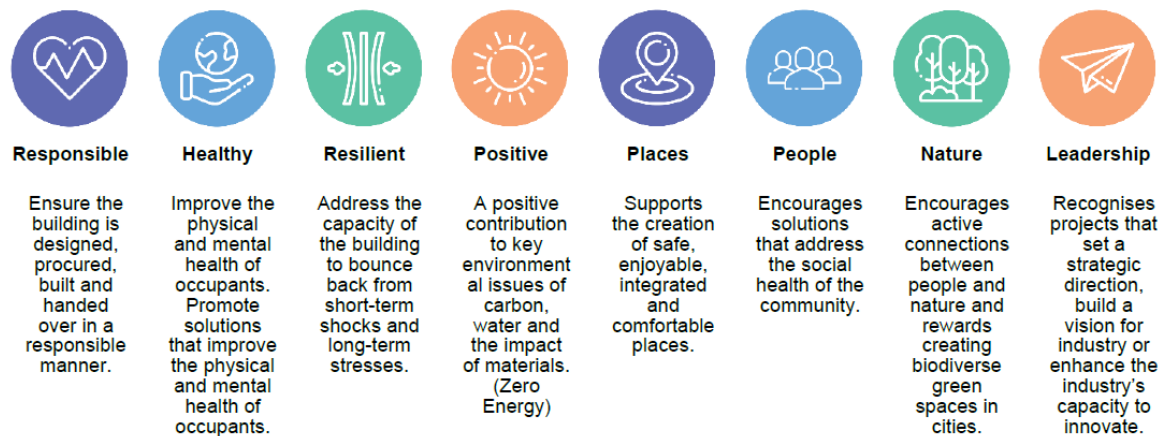 Responsible
Ensure the
building is
designed,
procured,
built and
handed
over in a
responsible
manner.
Healthy
Improve the
physical
and mental
health of
occupants.
Promote
solutions
that improve
the physical
and mental
health of
occupants.
Resilient
Address the
capacity of
the building
to bounce
back from
short-term
shocks and
long-term
stresses.
Positive
A positive
contribution
to key
environment
al issues of
carbon,
water and
the impact
of materials.
(Zero
Energy)
Places
Supports
the creation
of safe,
enjoyable,
integrated
and
comfortable
places.
People
Encourages
solutions
that address
the social
health of the
community.
Nature
Encourages
active
connections
between
people and
nature and
rewards
creating
biodiverse
green
spaces in
cities.
Leadership
Recognises
projects that
set a
strategic
direction,
build a
vision for
industry or
enhance the
industry's
capacity to
innovate.